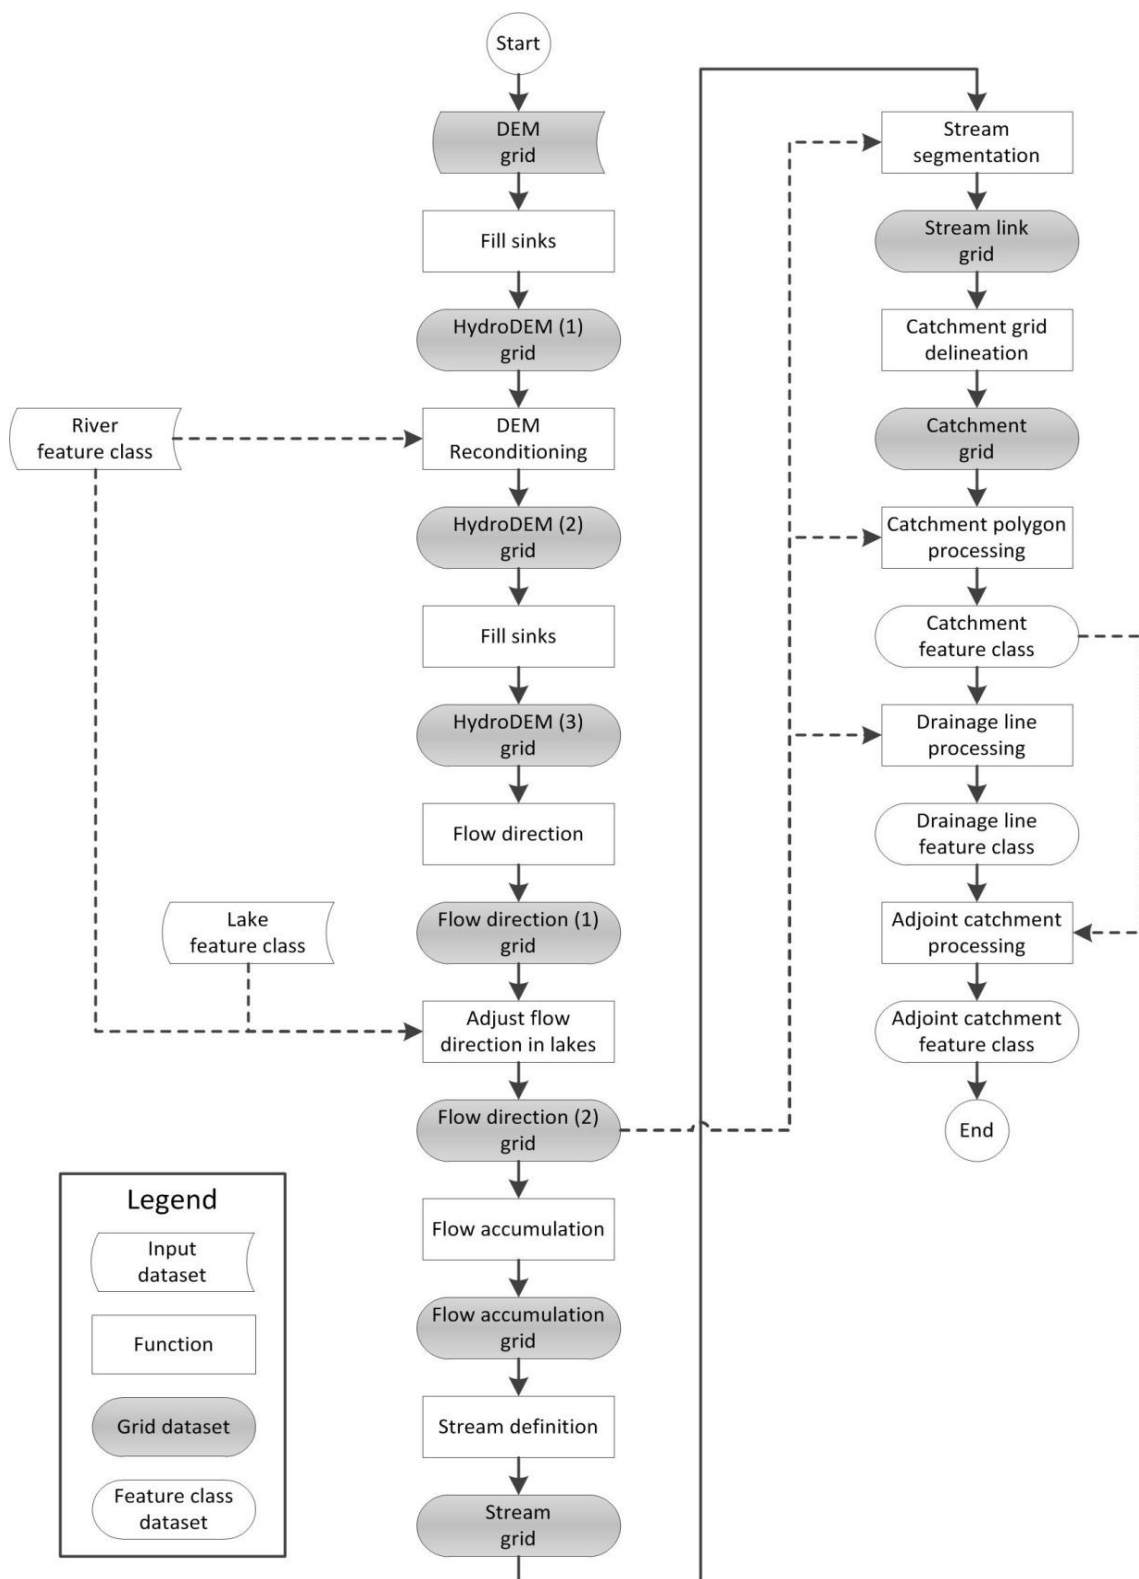 Start
DEM
grid
Fill sinks
HydroDEM (1)
grid
River
feature class
DEM
Reconditioning
HydroDEM (2)
grid
Fill sinks
HydroDEM (3)
grid
Flow direction
Lake
feature class
Flow direction (1)
grid
Adjust flow
direction in lakes
Flow direction (2)
grid
Flow accumulation
Flow accumulation
grid
Stream definition
Stream
grid
Stream
segmentation
Stream link
grid
Catchment grid
delineation
Catchment
grid
Catchment polygon
processing
Catchment
feature class
Drainage line
processing
Drainage line
feature class
Adjoint catchment
processing
Adjoint catchment
feature class
End
Legend
Input
dataset
Function
Grid dataset
Feature class
dataset